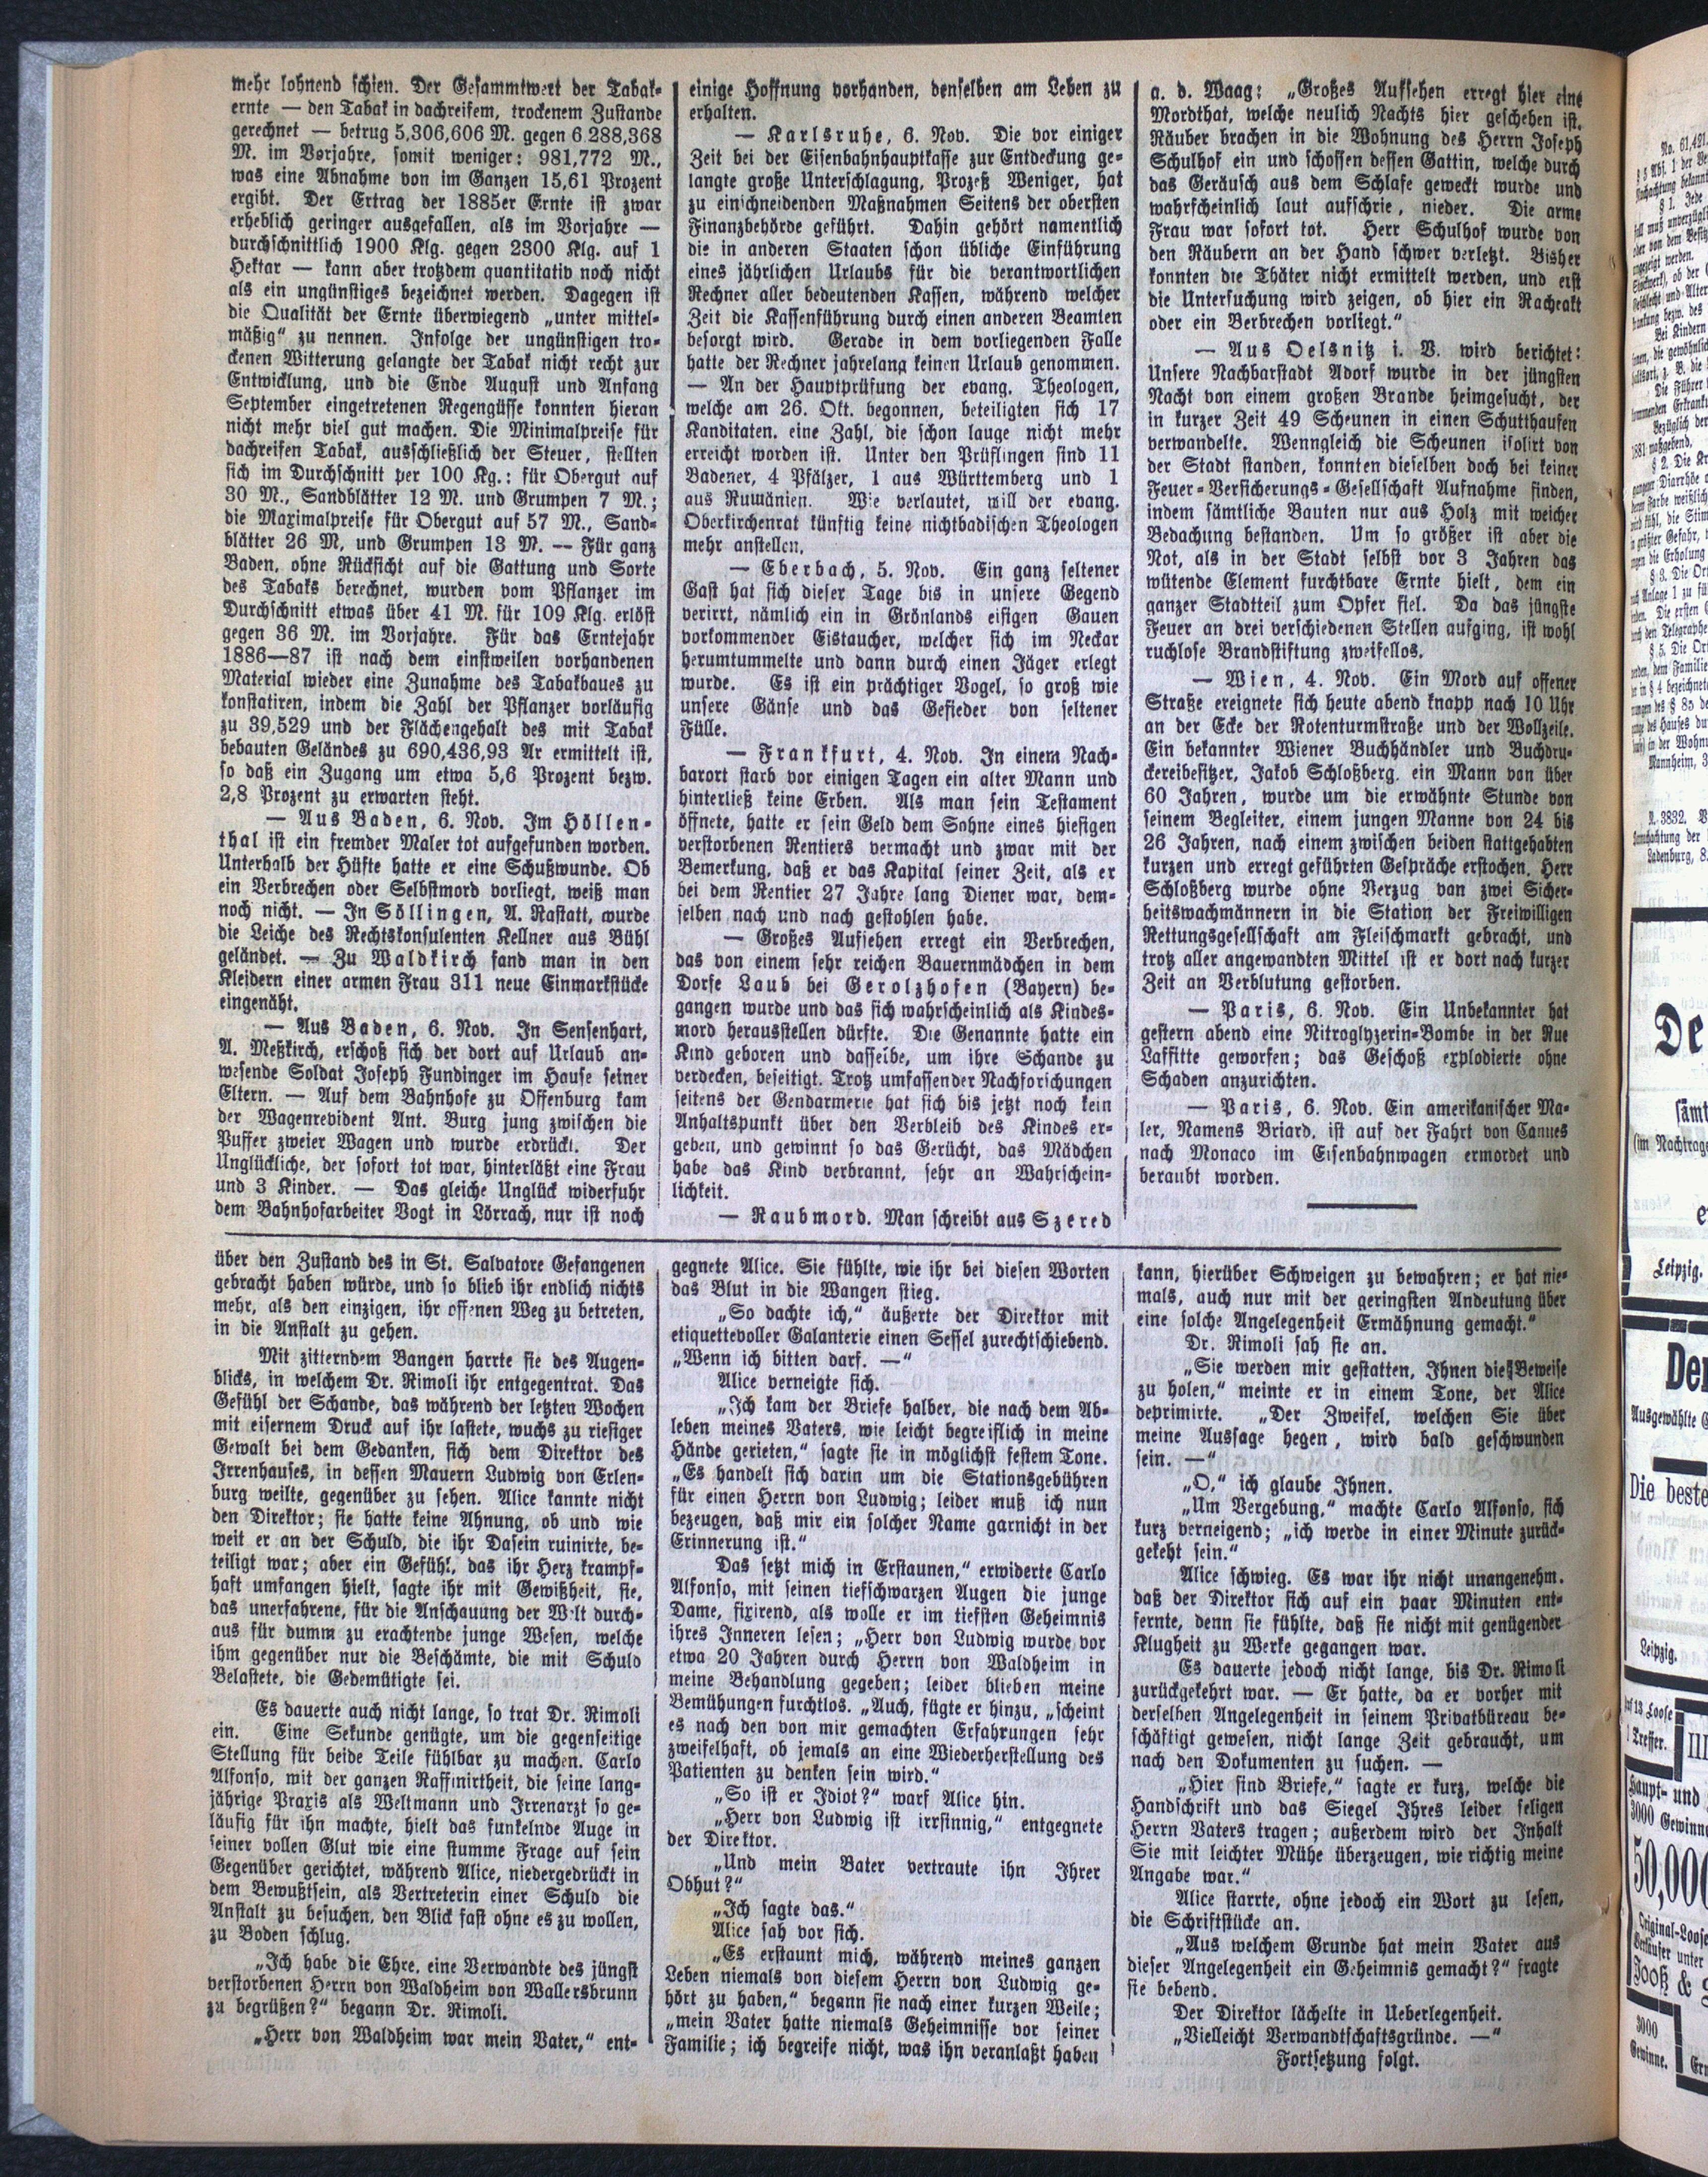 mehr lohnend schien. Der Gesammtwert der Tabak-
ernte — den Tabak in dachreifem, trockenem Zustande
gerechnet — betrug 5,306,606 M. gegen 6 288,368
M. im Vorjahre, somit weniger: 981,772 M.,
was eine Abnahme von im Ganzen 15,61 Prozent
ergibt. Der Ertrag der 1885er Ernte ist zwar
erheblich geringer ausgefallen, als im Vorjahre —
durchschnittlich 1900 Klg. gegen 2300 Klg. auf 1
Hektar — kann aber trotzdem quantitativ noch nicht
als ein ungünstiges bezeichnet werden. Dagegen ist
die Qualität der Ernte überwiegend „unter mittel-
mäßig“ zu nennen. Infolge der ungünstigen tro-
ckenen Witterung gelangte der Tabak nicht recht zur
Entwicklung, und die Ende August und Anfang
September eingetretenen Regengüsse konnten hieran
nicht mehr viel gut machen. Die Minimalpreise für
dachreifen Tabak, ausschließlich der Steuer, stellten
sich im Durchschnitt per 100 Kg.: für Obergut auf
30 M., Sandblätter 12 M. und Grumpen 7 M.;
die Maximalpreise für Obergut auf 57 M., Sand-
blätter 26 M, und Grumpen 13 M. — Für ganz
Baden, ohne Rücksicht auf die Gattung und Sorte
des Tabaks berechnet, wurden vom Pflanzer im
Durchschnitt etwas über 41 M. für 109 Klg. erlöst
gegen 36 M. im Vorjahre. Für das Erntejahr
1886—87 ist nach dem einstweilen vorhandenen
Material wieder eine Zunahme des Tabakbaues zu
konstatiren, indem die Zahl der Pflanzer vorläufig
zu 39,529 und der Flächengehalt des mit Tabak
bebauten Geländes zu 690,436,93 Ar ermittelt ist,
so daß ein Zugang um etwa 5,6 Prozent bezw.
2,8 Prozent zu erwarten steht.
— Aus Baden, 6. Nov. Im Höllen-
thal ist ein fremder Maler tot aufgefunden worden.
Unterhalb der Hüfte hatte er eine Schußwunde. Ob
ein Verbrechen oder Selbstmord vorliegt, weiß man
noch nicht. — In Söllingen, A. Rastatt, wurde
die Leiche des Rechtskonsulenten Kellner aus Bühl
geländet. — Zu Waldkirch fand man in den
Kleidern einer armen Frau 311 neue Einmarkstücke
eingenäht.
— Aus Baden, 6. Nov. In Sensenhart,
A. Meßkirch, erschoß sich der dort auf Urlaub an-
wesende Soldat Joseph Fundinger im Hause seiner
Eltern. — Auf dem Bahnhofe zu Offenburg kam
der Wagenrevident Ant. Burg jung zwischen die
Puffer zweier Wagen und wurde erdrückt. Der
Unglückliche, der sofort tot war, hinterläßt eine Frau
und 3 Kinder. — Das gleiche Unglück widerfuhr
dem Bahnhofarbeiter Vogt in Lörrach, nur ist noch
einige Hoffnung vorhanden, denselben am Leben zu
erhalten.
— Karlsruhe, 6. Nov. Die vor einiger
Zeit bei der Eisenbahnhauptkasse zur Entdeckung ge-
langte große Unterschlagung, Prozeß Weniger, hat
zu einschneidenden Maßnahmen Seitens der obersten
Finanzbehörde geführt. Dahin gehört namentlich
die in anderen Staaten schon übliche Einführung
eines jährlichen Urlaubs für die verantwortlichen
Rechner aller bedeutenden Kassen, während welcher
Zeit die Kassenführung durch einen anderen Beamten
besorgt wird. Gerade in dem vorliegenden Falle
hatte der Rechner jahrelang keinen Urlaub genommen.
— An der Hauptprüfung der evang. Theologen,
welche am 26. Okt. begonnen, beteiligten sich 17
Kanditaten. eine Zahl, die schon lauge nicht mehr
erreicht worden ist. Unter den Prüflingen sind 11
Badener, 4 Pfälzer, 1 aus Württemberg und 1
aus Rumänien. Wie verlautet, will der evang.
Oberkirchenrat künftig keine nichtbadischen Theologen
mehr anstellen.
— Eberbach, 5. Nov. Ein ganz seltener
Gast hat sich dieser Tage bis in unsere Gegend
verirrt, nämlich ein in Grönlands eisigen Gauen
vorkommender Eistaucher, welcher sich im Neckar
herumtummelte und dann durch einen Jäger erlegt
wurde. Es ist ein prächtiger Vogel, so groß wie
unsere Gänse und das Gefieder von seltener
Fülle.
— Frankfurt, 4. Nov. In einem Nach-
barort starb vor einigen Tagen ein alter Mann und
hinterließ keine Erben. Als man sein Testament
öffnete, hatte er sein Geld dem Sohne eines hiesigen
verstorbenen Rentiers vermacht und zwar mit der
Bemerkung, daß er das Kapital seiner Zeit, als er
bei dem Rentier 27 Jahre lang Diener war, dem-
selben nach und nach gestohlen habe.
— Großes Aufsehen erregt ein Verbrechen,
das von einem sehr reichen Bauernmädchen in dem
Dorfe Laub bei Gerolzhofen (Bayern) be-
gangen wurde und das sich wahrscheinlich als Kindes-
mord herausstellen dürfte. Die Genannte hatte ein
Kind geboren und dasselbe, um ihre Schande zu
verdecken, beseitigt. Trotz umfassender Nachforschungen
seitens der Gendarmerie hat sich bis jetzt noch kein
Anhaltspunkt über den Verbleib des Kindes er-
geben, und gewinnt so das Gerücht, das Mädchen
habe das Kind verbrannt, sehr an Wahrschein-
lichkeit.
— Raubmord. Man schreibt aus Szered
a. d. Waag: „Großes Aufsehen erregt hier eine
Mordthat, welche neulich Nachts hier geschehen ist.
Räuber brachen in die Wohnung des Herrn Joseph
Schulhof ein und schossen dessen Gattin, welche durch
das Geräusch aus dem Schlafe geweckt wurde und
wahrscheinlich laut aufschrie, nieder. Die arme
Frau war sofort tot. Herr Schulhof wurde von
den Räubern an der Hand schwer verletzt. Bisher
konnten die Thäter nicht ermittelt werden, und erst
die Untersuchung wird zeigen, ob hier ein Racheakt
oder ein Verbrechen vorliegt.“
— Aus Oelsnitz i. V. wird berichtet:
Unsere Nachbarstadt Adorf wurde in der jüngsten
Nacht von einem großen Brande heimgesucht, der
in kurzer Zeit 49 Scheunen in einen Schutthaufen
verwandelte. Wenngleich die Scheunen isolirt von
der Stadt standen, konnten dieselben doch bei keiner
Feuer-Versicherungs-Gesellschaft Aufnahme finden,
indem sämtliche Bauten nur aus Holz mit weicher
Bedachung bestanden. Um so größer ist aber die
Not, als in der Stadt selbst vor 3 Jahren das
wütende Element furchtbare Ernte hielt, dem ein
ganzer Stadtteil zum Opfer fiel. Da das jüngste
Feuer an drei verschiedenen Stellen aufging, ist wohl
ruchlose Brandstiftung zweifellos.
— Wien, 4. Nov. Ein Mord auf offener
Straße ereignete sich heute abend knapp nach 10 Uhr
an der Ecke der Rotenturmstraße und der Wollzeile.
Ein bekannter Wiener Buchhändler und Buchdru-
ckereibesitzer, Jakob Schloßberg. ein Mann von über
60 Jahren, wurde um die erwähnte Stunde von
seinem Begleiter, einem jungen Manne von 24 bis
26 Jahren, nach einem zwischen beiden stattgehabten
kurzen und erregt geführten Gespräche erstochen. Herr
Schloßberg wurde ohne Verzug von zwei Sicher-
heitswachmännern in die Station der Freiwilligen
Rettungsgesellschaft am Fleischmarkt gebracht, und
trotz aller angewandten Mittel ist er dort nach kurzer
Zeit an Verblutung gestorben.
— Paris, 6. Nov. Ein Unbekannter hat
gestern abend eine Nitroglyzerin-Bombe in der Rue
Laffitte geworfen; das Geschoß explodierte ohne
Schaden anzurichten.
— Paris, 6. Nov. Ein amerikanischer Ma-
ler, Namens Briard, ist auf der Fahrt von Cannes
nach Monaco im Eisenbahnwagen ermordet und
beraubt worden.
über den Zustand des in St. Salvatore Gefangenen
gebracht haben würde, und so blieb ihr endlich nichts
mehr, als den einzigen, ihr offenen Weg zu betreten,
in die Anstalt zu gehen.
Mit zitterndem Bangen harrte sie des Augen-
blicks, in welchem Dr. Rimoli ihr entgegentrat. Das
Gefühl der Schande, das während der letzten Wochen
mit eisernem Druck auf ihr lastete, wuchs zu riesiger
Gewalt bei dem Gedanken, sich dem Direktor des
Irrenhauses, in dessen Mauern Ludwig von Erlen-
burg weilte, gegenüber zu sehen. Alice kannte nicht
den Direktor; sie hatte keine Ahnung, ob und wie
weit er an der Schuld, die ihr Dasein ruinirte, be-
teiligt war; aber ein Gefühl, das ihr Herz krampf-
haft umfangen hielt, sagte ihr mit Gewißheit, sie,
das unerfahrene, für die Anschauung der Welt durch-
aus für dumm zu erachtende junge Wesen, welche
ihm gegenüber nur die Beschämte, die mit Schuld
Belastete, die Gedemütigte sei.
Es dauerte auch nicht lange, so trat Dr. Rimoli
ein. Eine Sekunde genügte, um die gegenseitige
Stellung für beide Teile fühlbar zu machen. Carlo
Alfonso, mit der ganzen Raffinirtheit, die seine lang-
jährige Praxis als Weltmann und Irrenarzt so ge-
läufig für ihn machte, hielt das funkelnde Auge in
seiner vollen Glut wie eine stumme Frage auf sein
Gegenüber gerichtet, während Alice, niedergedrückt in
dem Bewußtsein, als Vertreterin einer Schuld die
Anstalt zu besuchen, den Blick fast ohne es zu wollen,
zu Boden schlug.
„Ich habe die Ehre, eine Verwandte des jüngst
verstorbenen Herrn von Waldheim von Wallersbrunn
zu begrüßen?“ begann Dr. Rimoli.
„Herr von Waldheim war mein Vater,“ ent-
gegnete Alice. Sie fühlte, wie ihr bei diesen Worten
das Blut in die Wangen stieg.
„So dachte ich,“ äußerte der Direktor mit
etiquettevoller Galanterie einen Sessel zurechtschiebend.
„Wenn ich bitten darf. —“
Alice verneigte sich.
„Ich kam der Briefe halber, die nach dem Ab-
leben meines Vaters, wie leicht begreiflich in meine
Hände gerieten,“ sagte sie in möglichst festem Tone.
„Es handelt sich darin um die Stationsgebühren
für einen Herrn von Ludwig; leider muß ich nun
bezeugen, daß mir ein solcher Name garnicht in der
Erinnerung ist.“
Das setzt mich in Erstaunen,“ erwiderte Carlo
Alfonso, mit seinen tiefschwarzen Augen die junge
Dame, fixirend, als wolle er im tiefsten Geheimnis
ihres Inneren lesen; „Herr von Ludwig wurde vor
etwa 20 Jahren durch Herrn von Waldheim in
meine Behandlung gegeben; leider blieben meine
Bemühungen furchtlos. „Auch, fügte er hinzu, „scheint
es nach den von mir gemachten Erfahrungen sehr
zweifelhaft, ob jemals an eine Wiederherstellung des
Patienten zu denken sein wird.“
„So ist er Idiot?“ warf Alice hin.
„Herr von Ludwig ist irrsinnig,“ entgegnete
der Direktor.
„Und mein Vater vertraute ihn Ihrer
Obhut?“
„Ich sagte das.“
Alice sah vor sich.
„Es erstaunt mich, während meines ganzen
Leben niemals von diesem Herrn von Ludwig ge-
hört zu haben,“ begann sie nach einer kurzen Weile;
„mein Vater hatte niemals Geheimnisse vor seiner
Familie; ich begreife nicht, was ihn veranlaßt haben
kann, hierüber Schweigen zu bewahren; er hat nie-
mals, auch nur mit der geringsten Andeutung über
eine solche Angelegenheit Ermähnung gemacht.“
Dr. Rimoli sah sie an.
„Sie werden mir gestatten, Ihnen die Beweise
zu holen,“ meinte er in einem Tone, der Alice
deprimirte. „Der Zweifel, welchen Sie über
meine Aussage hegen, wird bald geschwunden
sein. —“
„O,“ ich glaube Ihnen.
„Um Vergebung,“ machte Carlo Alfonso, sich
kurz verneigend; „ich werde in einer Minute zurück-
gekeht sein.“
Alice schwieg. Es war ihr nicht unangenehm.
daß der Direktor sich auf ein paar Minuten ent-
fernte, denn sie fühlte, daß sie nicht mit genügender
Klugheit zu Werke gegangen war.
Es dauerte jedoch nicht lange, bis Dr. Rimoli
zurückgekehrt war. — Er hatte, da er vorher mit
derselben Angelegenheit in seinem Privatbüreau be-
schäftigt gewesen, nicht lange Zeit gebraucht, um
nach den Dokumenten zu suchen. —
„Hier sind Briefe,“ sagte er kurz, welche die
Handschrift und das Siegel Ihres leider seligen
Herrn Vaters tragen; außerdem wird der Inhalt
Sie mit leichter Mühe überzeugen, wie richtig meine
Angabe war.“
Alice starrte, ohne jedoch ein Wort zu lesen,
die Schriftstücke an.
„Aus welchem Grunde hat mein Vater aus
dieser Angelegenheit ein Geheimnis gemacht?“ fragte
sie bebend.
Der Direktor lächelte in Ueberlegenheit.
„Vielleicht Verwandtschaftsgründe. —“
Fortsetzung folgt.